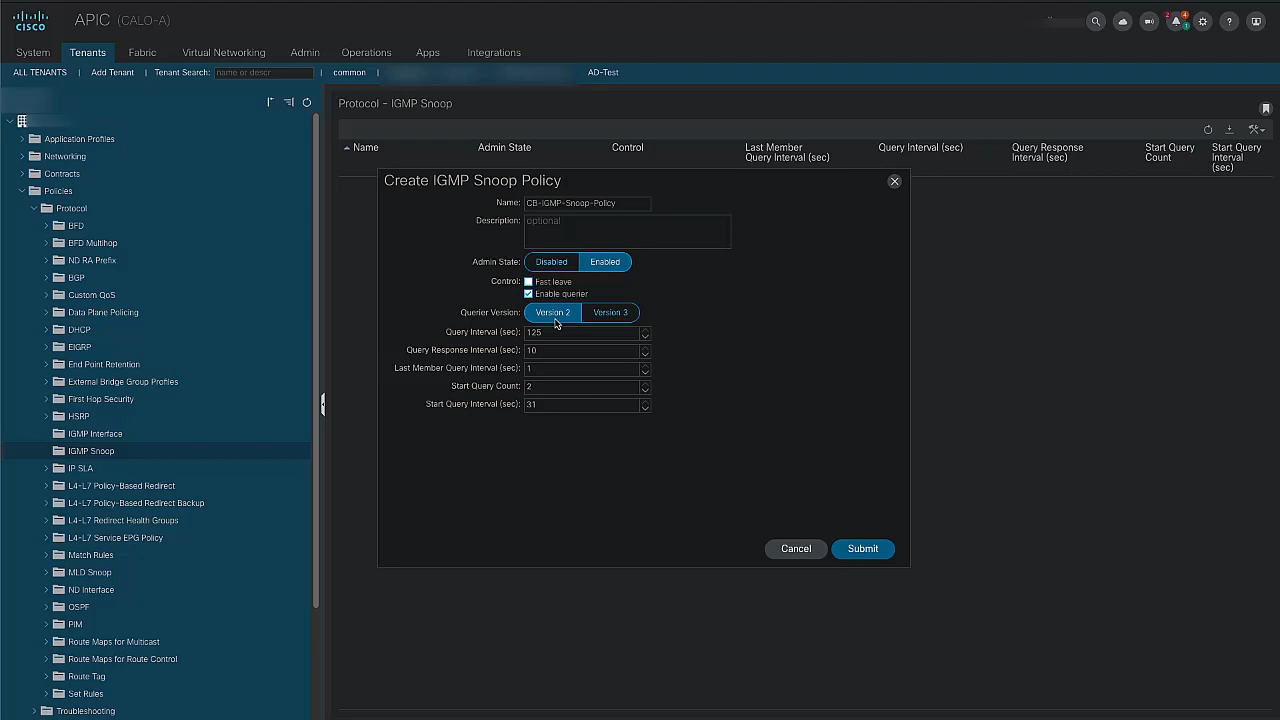 CISCO
APIC (CALO-A)
2
4
1
System Tenants Fabric Virtual Networking Admin Operations Apps Integrations
ALL TENANTS | Add Tenant | Tenant Search: name or descr | common | AD-Test
Protocol - IGMP Snoop
Name
Admin State
Control
Last Member
Query Interval (sec)
Query Interval (sec)
Query Response
Interval (sec)
Start Query
Count
Start Query
Interval
(sec)
Application Profiles
Networking
Contracts
Policies
Protocol
BFD
BFD Multihop
ND RA Prefix
BGP
Custom QoS
Data Plane Policing
DHCP
EIGRP
End Point Retention
External Bridge Group Profiles
First Hop Security
HSRP
IGMP Interface
IGMP Snoop
IP SLA
L4-L7 Policy-Based Redirect
L4-L7 Policy-Based Redirect Backup
L4-L7 Redirect Health Groups
L4-L7 Service EPG Policy
Match Rules
MLD Snoop
ND Interface
OSPF
PIM
Route Maps for Multicast
Route Maps for Route Control
Route Tag
Set Rules
Troubleshooting
Create IGMP Snoop Policy
Name: CB-IGMP-Snoop-Policy
Description: optional
Admin State: Disabled Enabled
Control: Fast leave
Enable querier
Querier Version: Version 2 Version 3
Query Interval (sec): 125
Query Response Interval (sec): 10
Last Member Query Interval (sec): 1
Start Query Count: 2
Start Query Interval (sec): 31
Cancel Submit